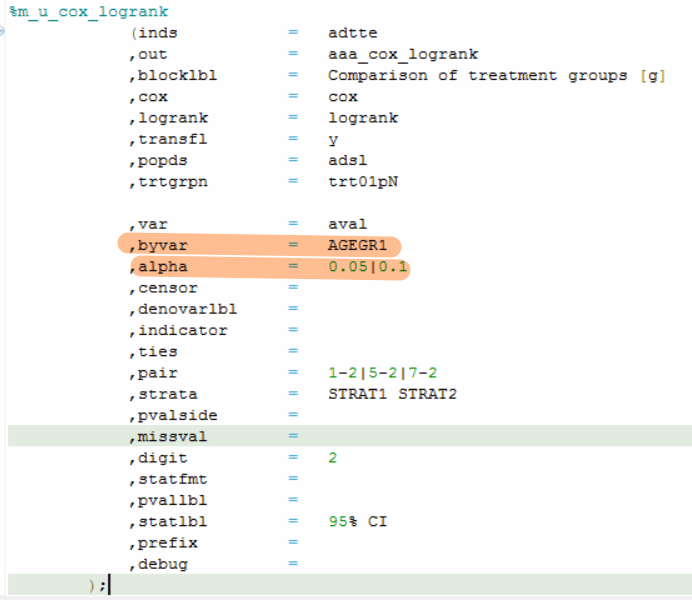 %m_u_cox_logrank
(inds = adtte
,out = aaa_cox_logrank
,blocklbl = Comparison of treatment groups [g]
,cox = cox
,logrank = logrank
,transfl = y
,popds = adsl
,trtgrpn = trt01pN
,var = aval
,byvar = AGEGR1
,alpha = 0.05|0.1
,censor =
,denovarlbl =
,indicator =
,ties =
,pair = 1-2|5-2|7-2
,strata = STRAT1 STRAT2
,pvalside =
,missval =
,digit = 2
,statfmt =
,pvallbl =
,statlbl = 95% CI
,prefix =
,debug =
);